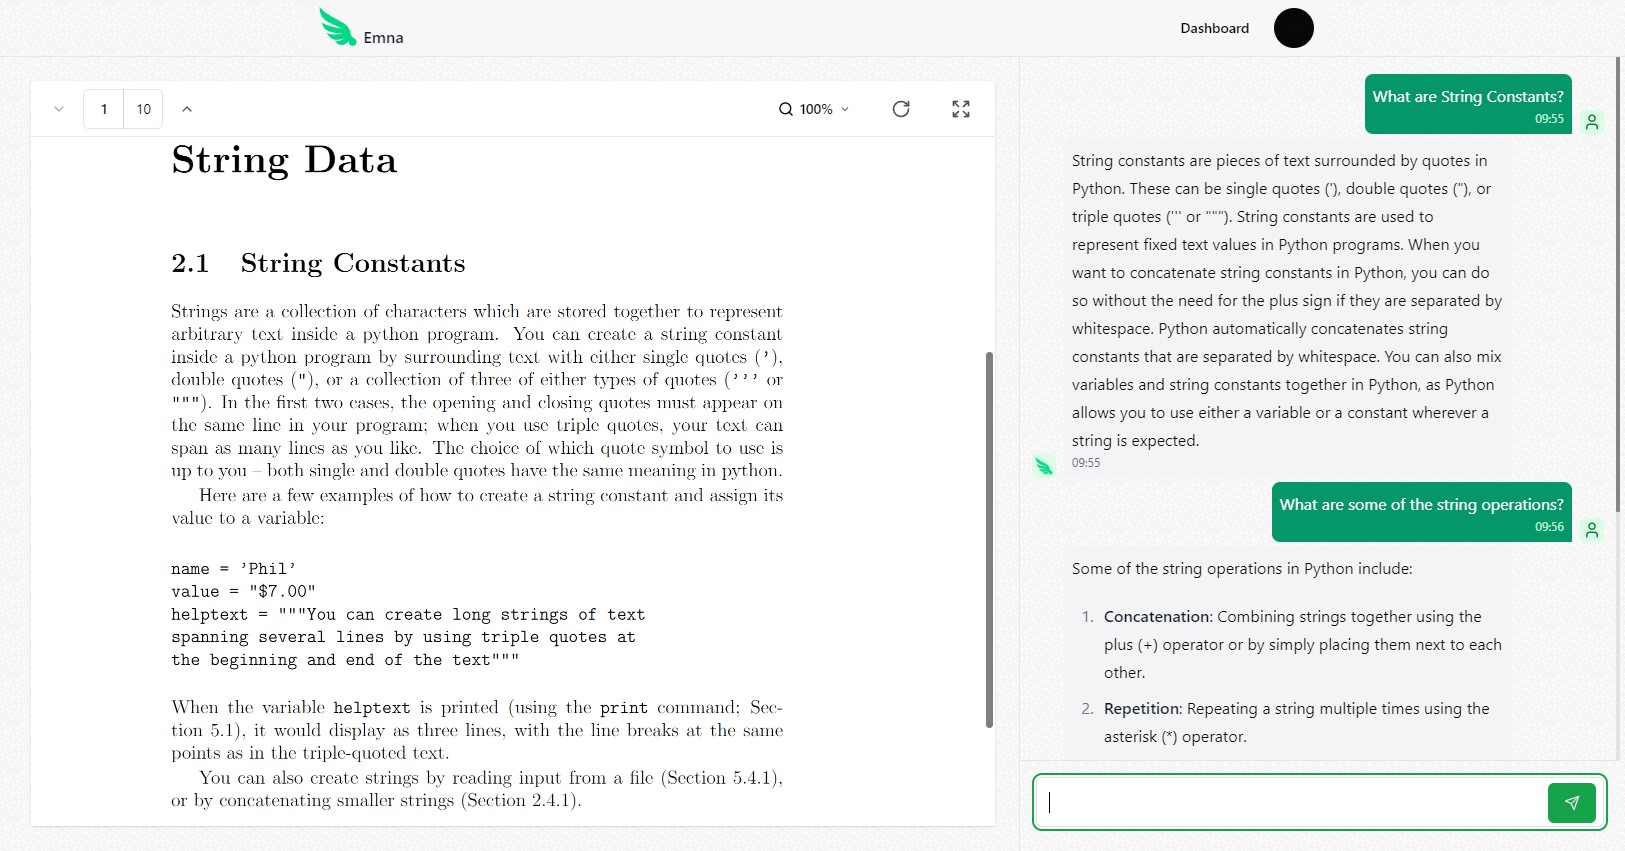 Emna
Dashboard
1 10
100%
String Data
2.1 String Constants
Strings are a collection of characters which are stored together to represent
arbitrary text inside a python program. You can create a string constant
inside a python program by surrounding text with either single quotes (’),
double quotes ("), or a collection of three of either types of quotes (’’’ or
"""). In the first two cases, the opening and closing quotes must appear on
the same line in your program; when you use triple quotes, your text can
span as many lines as you like. The choice of which quote symbol to use is
up to you – both single and double quotes have the same meaning in python.
Here are a few examples of how to create a string constant and assign its
value to a variable:
name = ’Phil’
value = "$7.00"
helptext = """You can create long strings of text
spanning several lines by using triple quotes at
the beginning and end of the text"""
When the variable helptext is printed (using the print command; Sec-
tion 5.1), it would display as three lines, with the line breaks at the same
points as in the triple-quoted text.
You can also create strings by reading input from a file (Section 5.4.1),
or by concatenating smaller strings (Section 2.4.1).
What are String Constants?
09:55
String constants are pieces of text surrounded by quotes in
Python. These can be single quotes ('), double quotes ("), or
triple quotes (''' or """). String constants are used to
represent fixed text values in Python programs. When you
want to concatenate string constants in Python, you can do
so without the need for the plus sign if they are separated by
whitespace. Python automatically concatenates string
constants that are separated by whitespace. You can also mix
variables and string constants together in Python, as Python
allows you to use either a variable or a constant wherever a
string is expected.
09:55
What are some of the string operations?
09:56
Some of the string operations in Python include:
1. Concatenation: Combining strings together using the
plus (+) operator or by simply placing them next to each
other.
2. Repetition: Repeating a string multiple times using the
asterisk (*) operator.